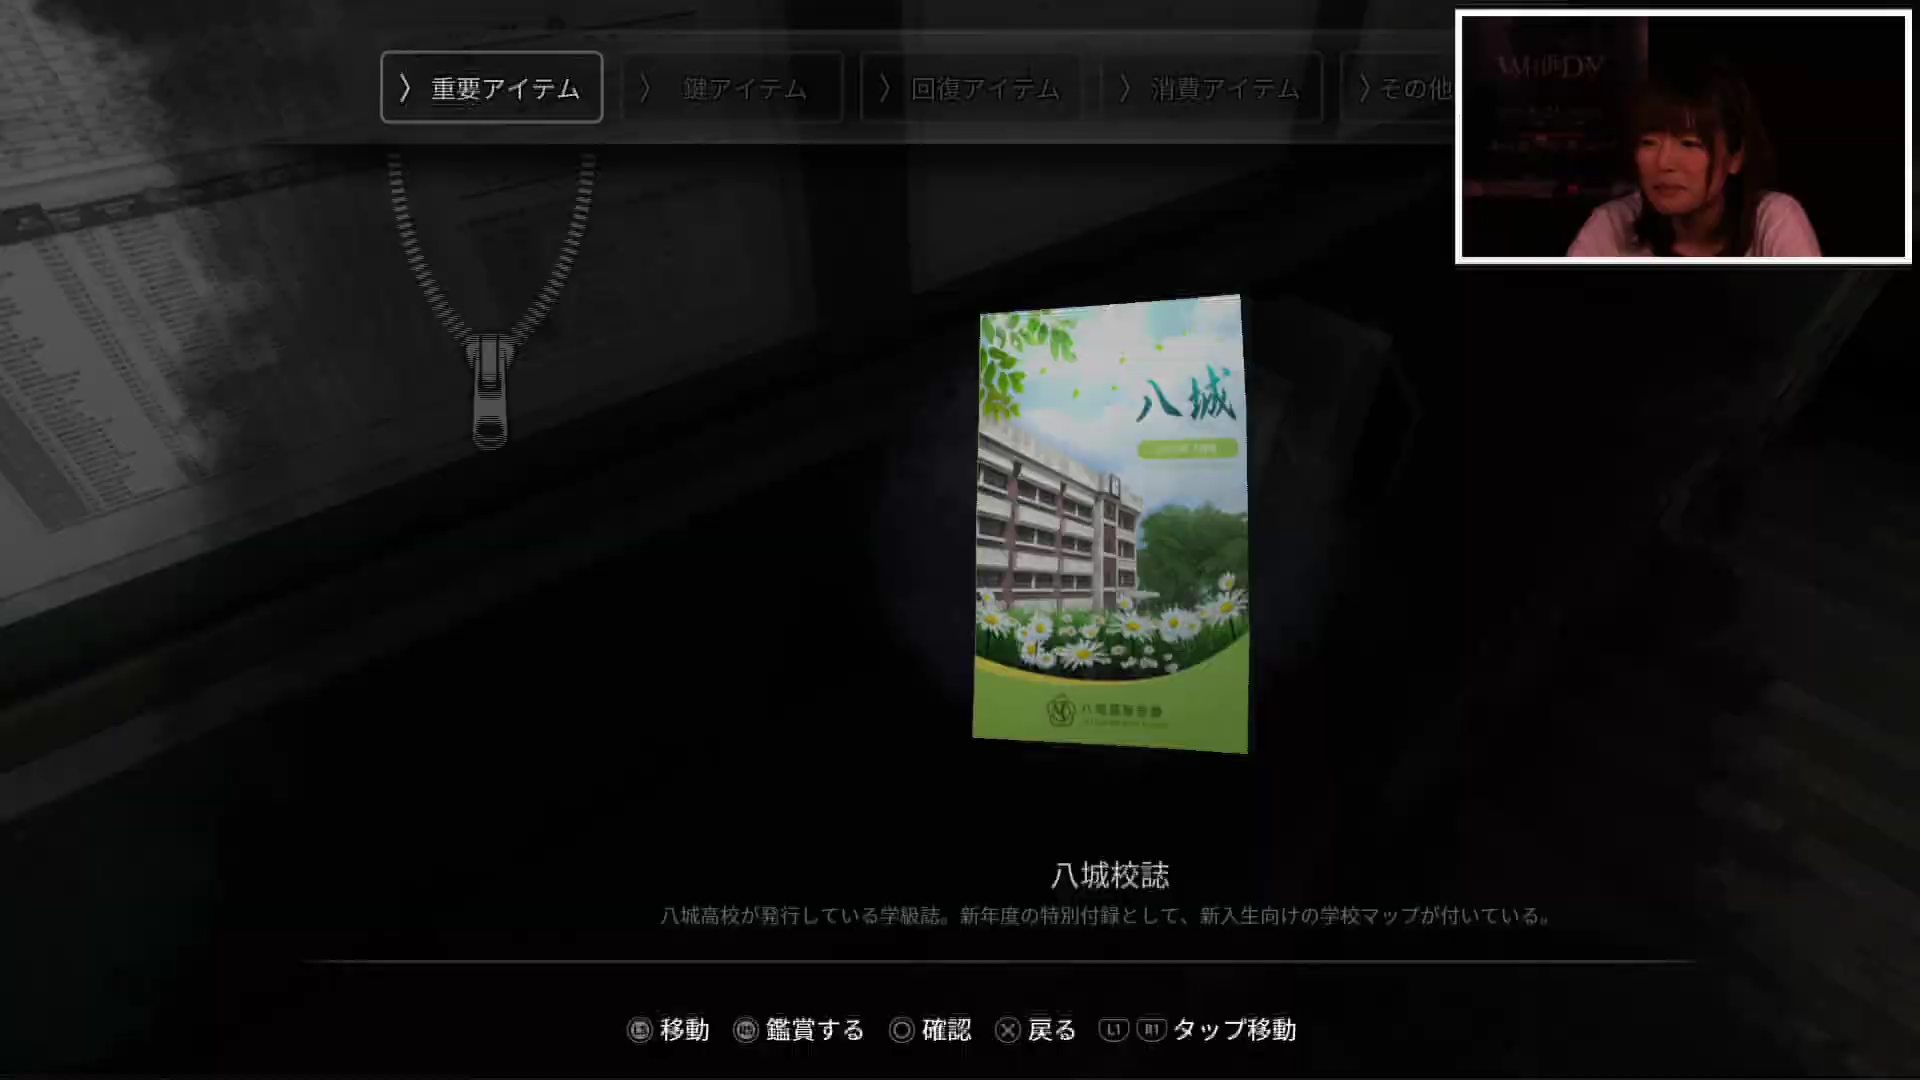 重要アイテム
鍵アイテム
回復アイテム
消費アイテム
その他
八城
八城校誌
八城高校が発行している学級誌。新年度の特別付録として、新入生向けの学校マップが付いている。
LS 移動 RS 鑑賞する 確認 戻る L1 R1 タップ移動